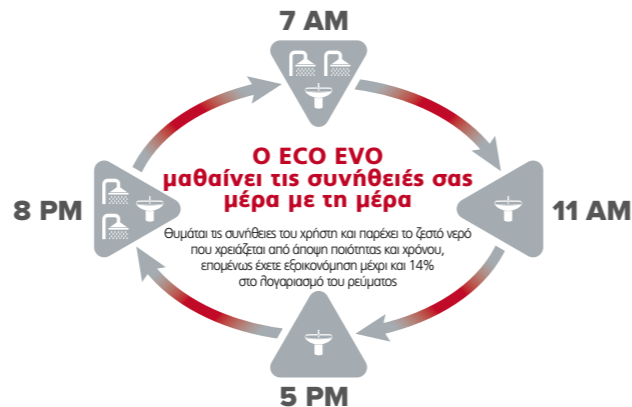 7 AM
Ο ECO EVO
μαθαίνει τις συνήθειές σας
μέρα με τη μέρα
8 PM
11 AM
Θυμάται τις συνήθειες του χρήστη και παρέχει το ζεστό νερό
που χρειάζεται από άποψη ποιότητας και χρόνου,
επομένως έχετε εξοικονόμηση μέχρι και 14%
στο λογαριασμό του ρεύματος
5 PM